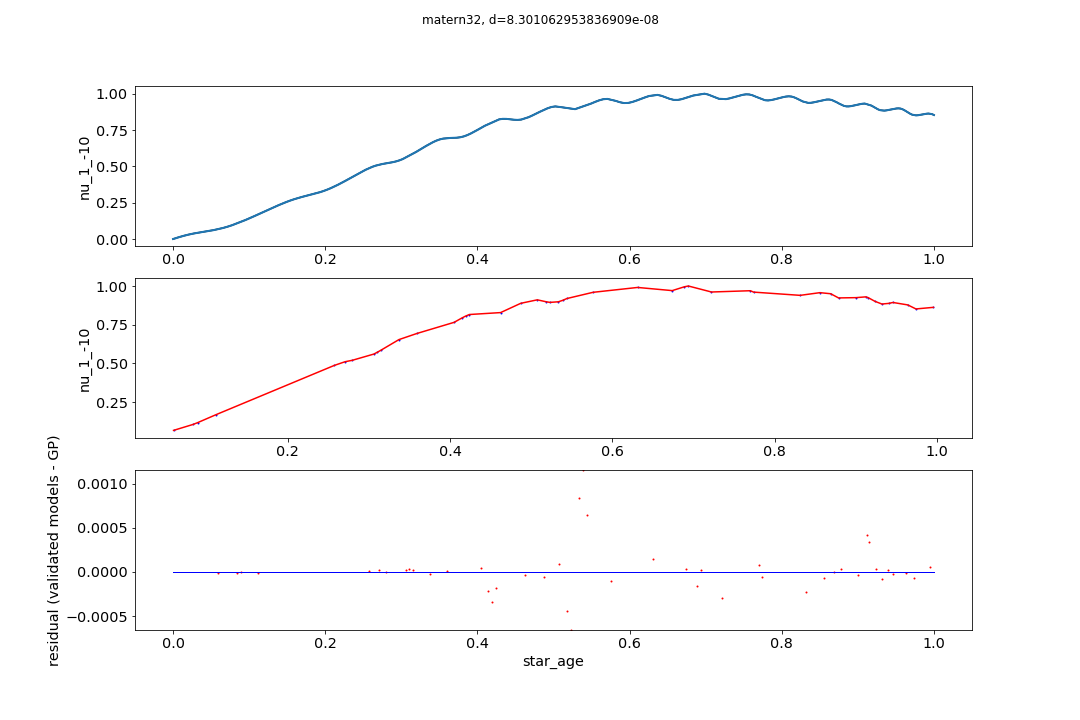 matern32, d=8.301062953836909e-08
1.00
0.75
0.50
0.25
0.00
nu_1_-10
0.0 0.2 0.4 0.6 0.8 1.0
1.00
0.75
0.50
0.25
nu_1_-10
0.2 0.4 0.6 0.8 1.0
0.0010
0.0005
0.0000
−0.0005
residual (validated models - GP)
0.0 0.2 0.4 0.6 0.8 1.0
star_age